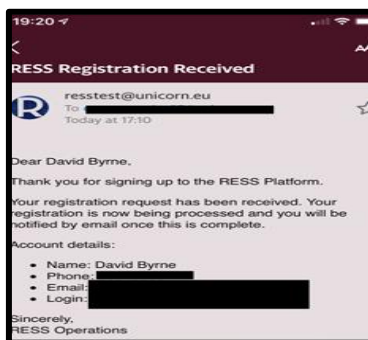 19:20
RESS Registration Received
R
resstest@unicorn.eu
To
Today at 17:10
Dear David Byrne,
Thank you for signing up to the RESS Platform.
Your registration request has been received. Your
registration is now being processed and you will be
notified by email once this is complete.
Account details:
• Name: David Byrne
• Phone:
• Email:
• Login:
Sincerely,
RESS Operations